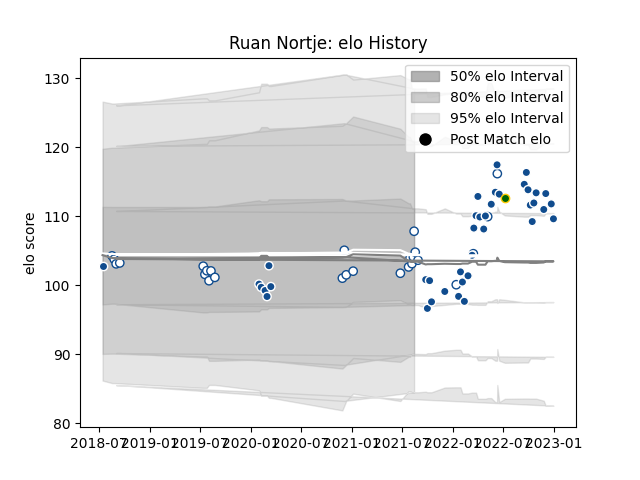 Ruan Nortje: elo History
elo score
130
120
110
100
90
80
50% elo Interval
80% elo Interval
95% elo Interval
Post Match elo
2018-07 2019-01 2019-07 2020-01 2020-07 2021-01 2021-07 2022-01 2022-07 2023-01